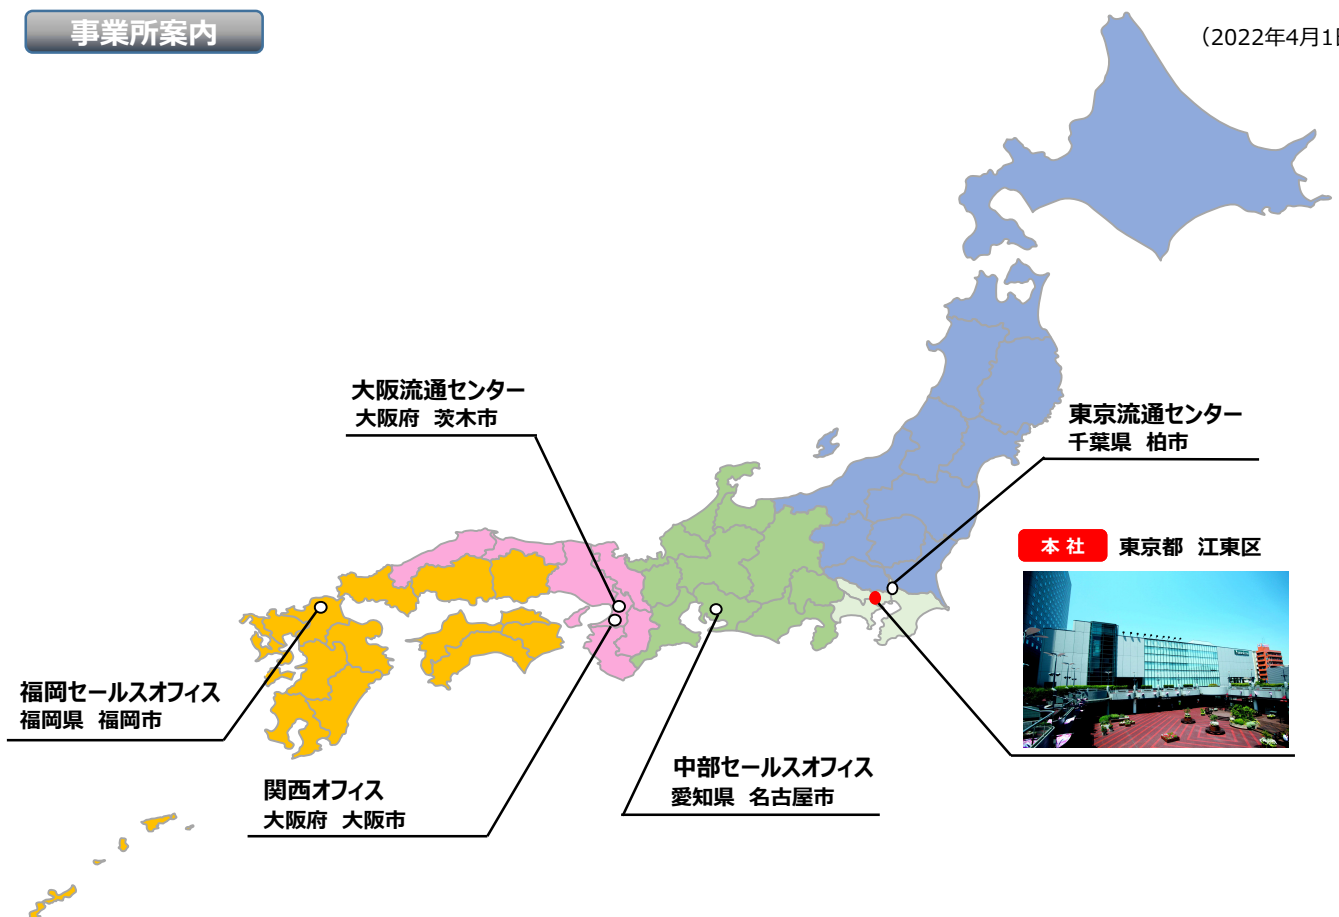 事業所案内
（2022年4月1日
大阪流通センター
大阪府 茨木市
東京流通センター
千葉県 柏市
本 社 東京都 江東区
福岡セールスオフィス
福岡県 福岡市
関西オフィス
大阪府 大阪市
中部セールスオフィス
愛知県 名古屋市